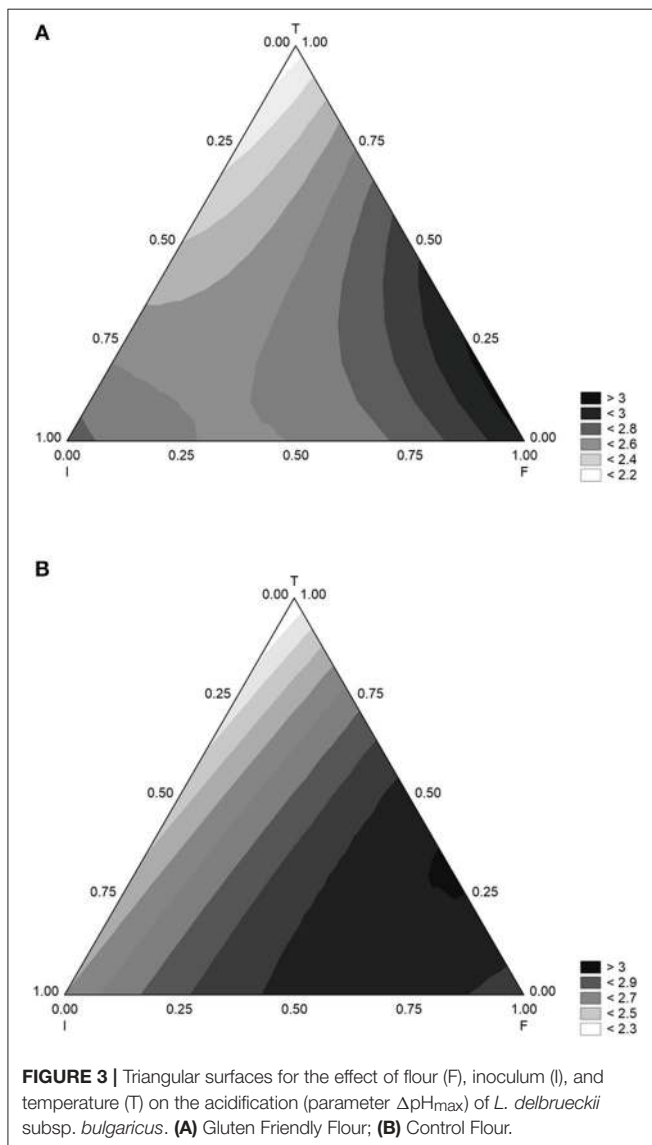 A
T
0.00 1.00
0.25 0.75
0.50 0.50
0.75 0.25
1.00 0.00
0.00 0.25 0.50 0.75 1.00
I F
> 3
< 3
< 2.8
< 2.6
< 2.4
< 2.2
B
T
0.00 1.00
0.25 0.75
0.50 0.50
0.75 0.25
1.00 0.00
0.00 0.25 0.50 0.75 1.00
I F
> 3
< 2.9
< 2.7
< 2.5
< 2.3
FIGURE 3 | Triangular surfaces for the effect of flour (F), inoculum (I), and
temperature (T) on the acidification (parameter ΔpHmax) of L. delbrueckii
subsp. bulgaricus. (A) Gluten Friendly Flour; (B) Control Flour.